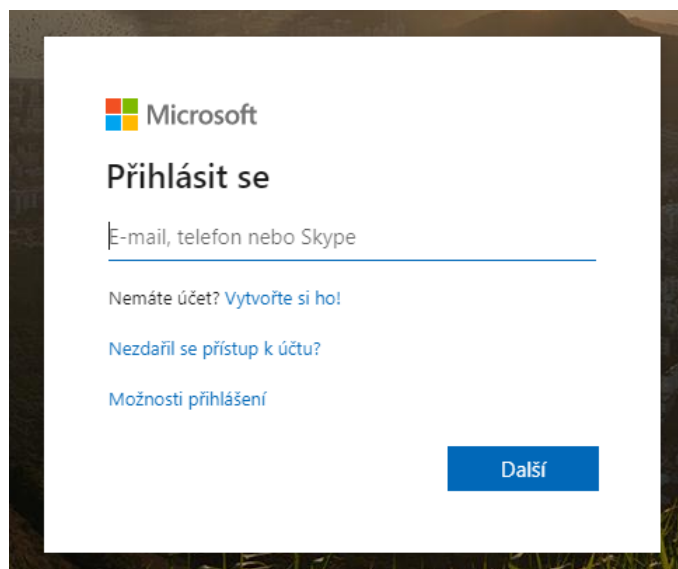 Microsoft
Přihlásit se
E-mail, telefon nebo Skype
Nemáte účet? Vytvořte si ho!
Nezdařil se přístup k účtu?
Možnosti přihlášení
Další